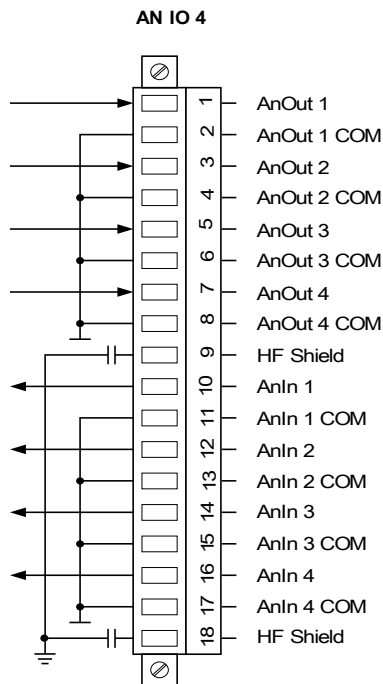 AN IO 4
1 AnOut 1
2 AnOut 1 COM
3 AnOut 2
4 AnOut 2 COM
5 AnOut 3
6 AnOut 3 COM
7 AnOut 4
8 AnOut 4 COM
9 HF Shield
10 AnIn 1
11 AnIn 1 COM
12 AnIn 2
13 AnIn 2 COM
14 AnIn 3
15 AnIn 3 COM
16 AnIn 4
17 AnIn 4 COM
18 HF Shield